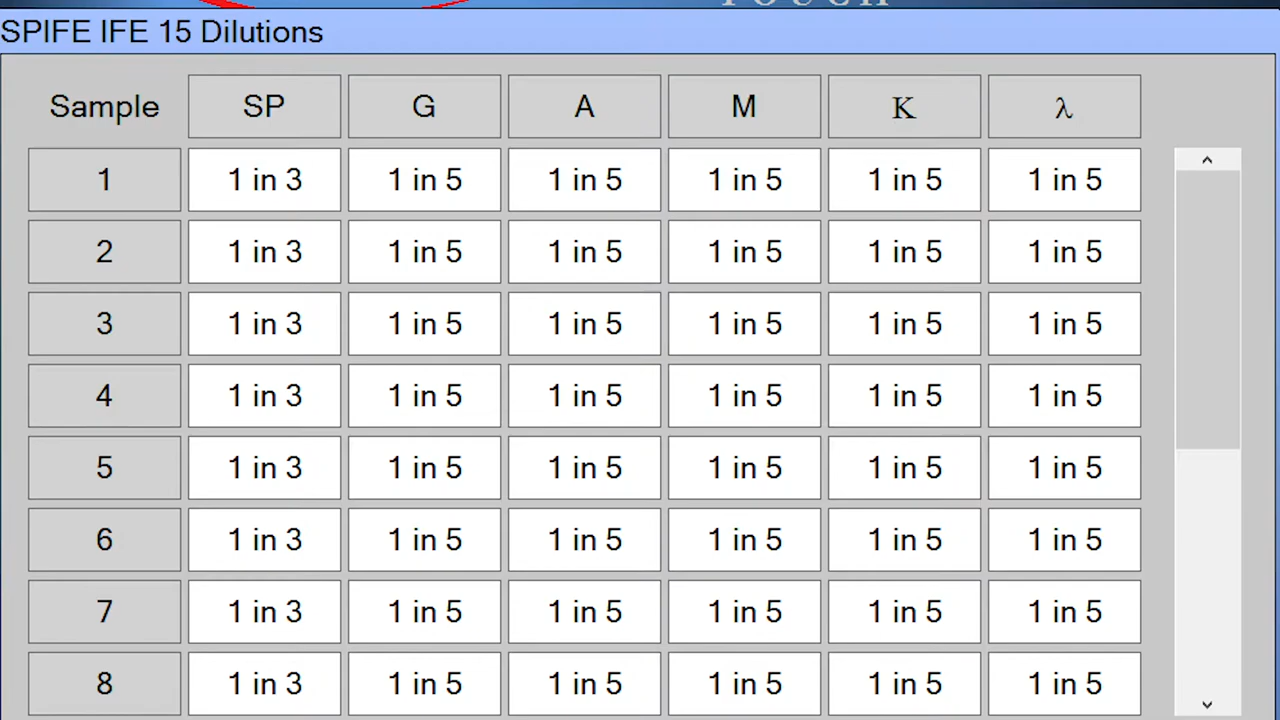 TOUCH
SPIFE IFE 15 Dilutions
Sample SP G A M K λ
1 1 in 3 1 in 5 1 in 5 1 in 5 1 in 5 1 in 5
2 1 in 3 1 in 5 1 in 5 1 in 5 1 in 5 1 in 5
3 1 in 3 1 in 5 1 in 5 1 in 5 1 in 5 1 in 5
4 1 in 3 1 in 5 1 in 5 1 in 5 1 in 5 1 in 5
5 1 in 3 1 in 5 1 in 5 1 in 5 1 in 5 1 in 5
6 1 in 3 1 in 5 1 in 5 1 in 5 1 in 5 1 in 5
7 1 in 3 1 in 5 1 in 5 1 in 5 1 in 5 1 in 5
8 1 in 3 1 in 5 1 in 5 1 in 5 1 in 5 1 in 5